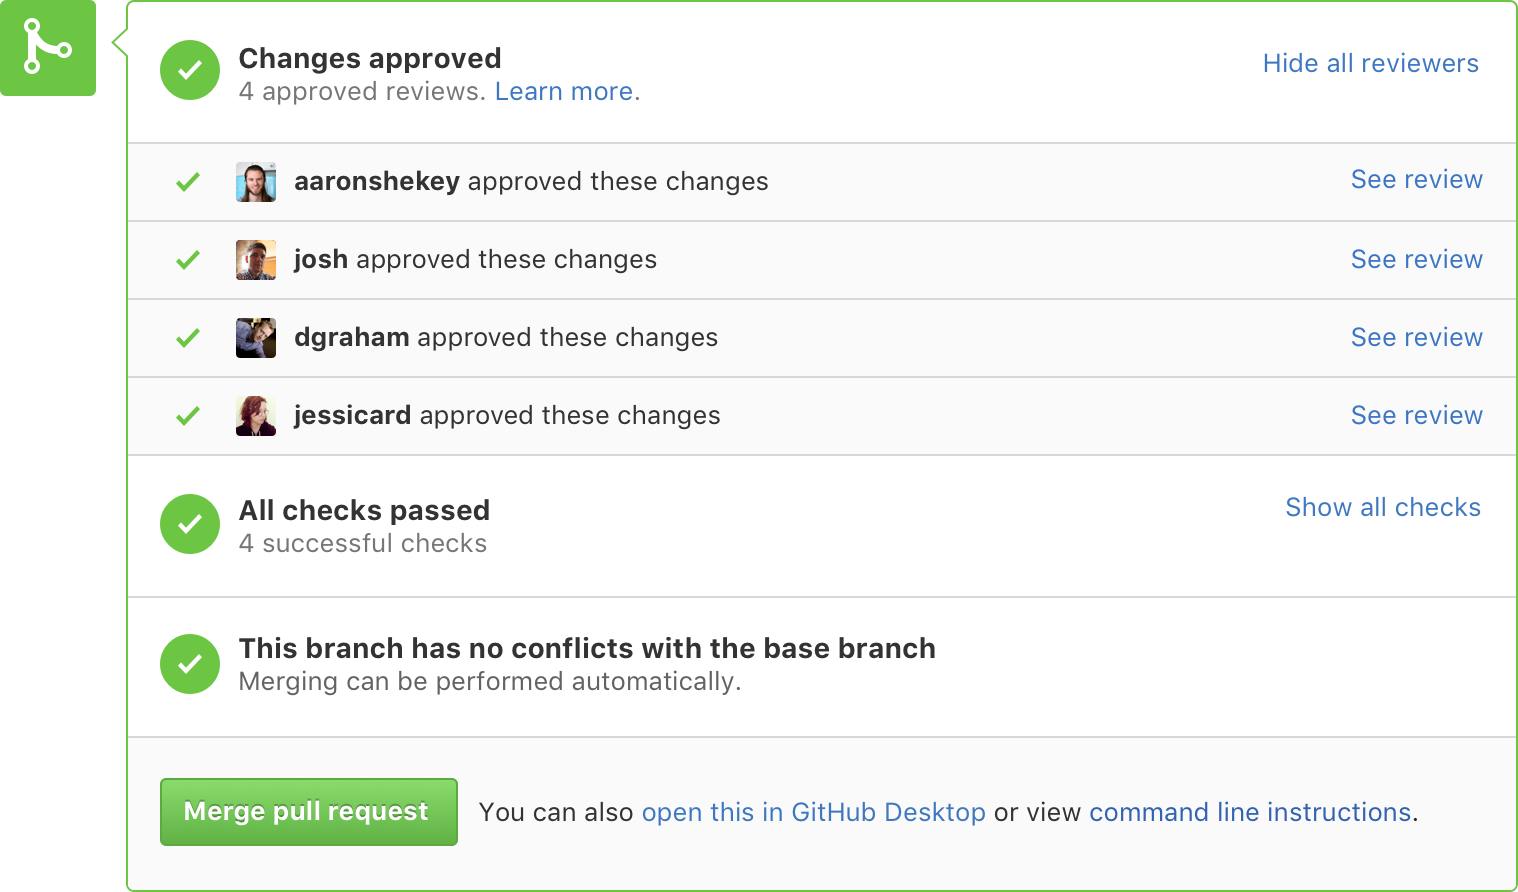 Changes approved
Hide all reviewers
4 approved reviews. Learn more.
aaronshekey approved these changes
See review
josh approved these changes
See review
dgraham approved these changes
See review
jessicard approved these changes
See review
All checks passed
Show all checks
4 successful checks
This branch has no conflicts with the base branch
Merging can be performed automatically.
Merge pull request
You can also open this in GitHub Desktop or view command line instructions.